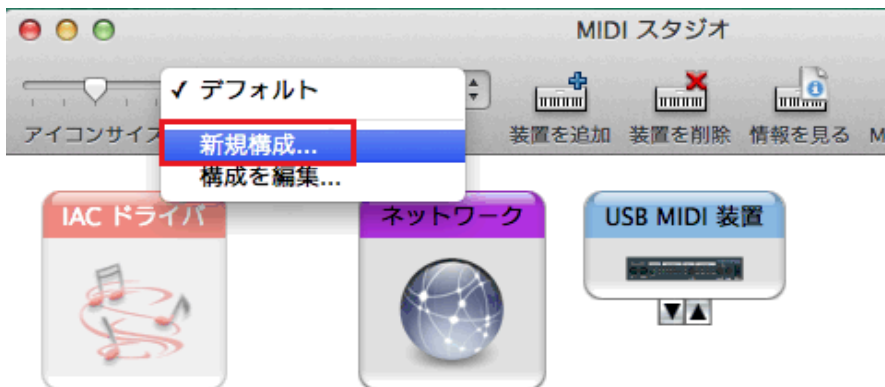 MIDI スタジオ
✓ デフォルト
新規構成...
構成を編集...
アイコンサイズ
装置を追加
装置を削除
情報を見る
IAC ドライバ
ネットワーク
USB MIDI 装置